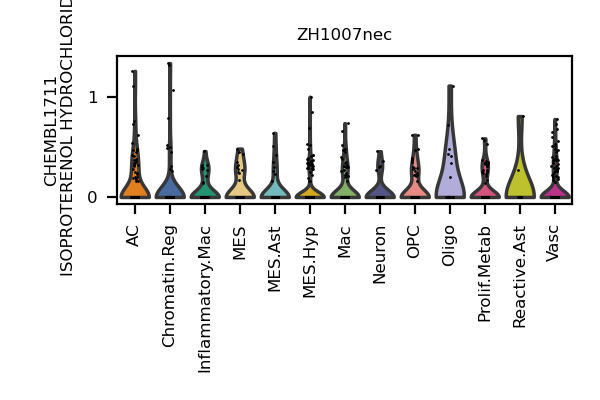 ZH1007nec
CHEMBL1711
ISOPROTERENOL HYDROCHLORID
1
0
AC
Chromatin.Reg
Inflammatory.Mac
MES
MES.Ast
MES.Hyp
Mac
Neuron
OPC
Oligo
Prolif.Metab
Reactive.Ast
Vasc